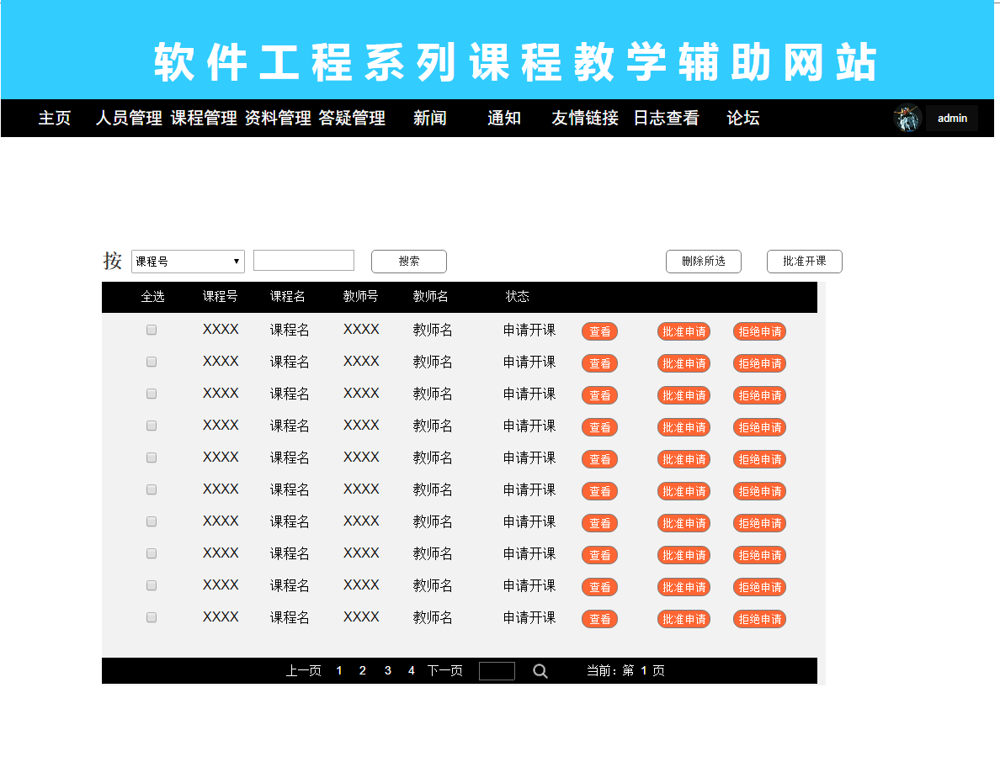 软件工程系列课程教学辅助网站
主页 人员管理 课程管理 资料管理 答疑管理 新闻 通知 友情链接 日志查看 论坛 admin
按 课程号 搜索 删除所选 批准开课
全选 课程号 课程名 教师号 教师名 状态
XXXX 课程名 XXXX 教师名 申请开课 查看 批准申请 拒绝申请
XXXX 课程名 XXXX 教师名 申请开课 查看 批准申请 拒绝申请
XXXX 课程名 XXXX 教师名 申请开课 查看 批准申请 拒绝申请
XXXX 课程名 XXXX 教师名 申请开课 查看 批准申请 拒绝申请
XXXX 课程名 XXXX 教师名 申请开课 查看 批准申请 拒绝申请
XXXX 课程名 XXXX 教师名 申请开课 查看 批准申请 拒绝申请
XXXX 课程名 XXXX 教师名 申请开课 查看 批准申请 拒绝申请
XXXX 课程名 XXXX 教师名 申请开课 查看 批准申请 拒绝申请
XXXX 课程名 XXXX 教师名 申请开课 查看 批准申请 拒绝申请
XXXX 课程名 XXXX 教师名 申请开课 查看 批准申请 拒绝申请
上一页 1 2 3 4 下一页 当前：第 1 页